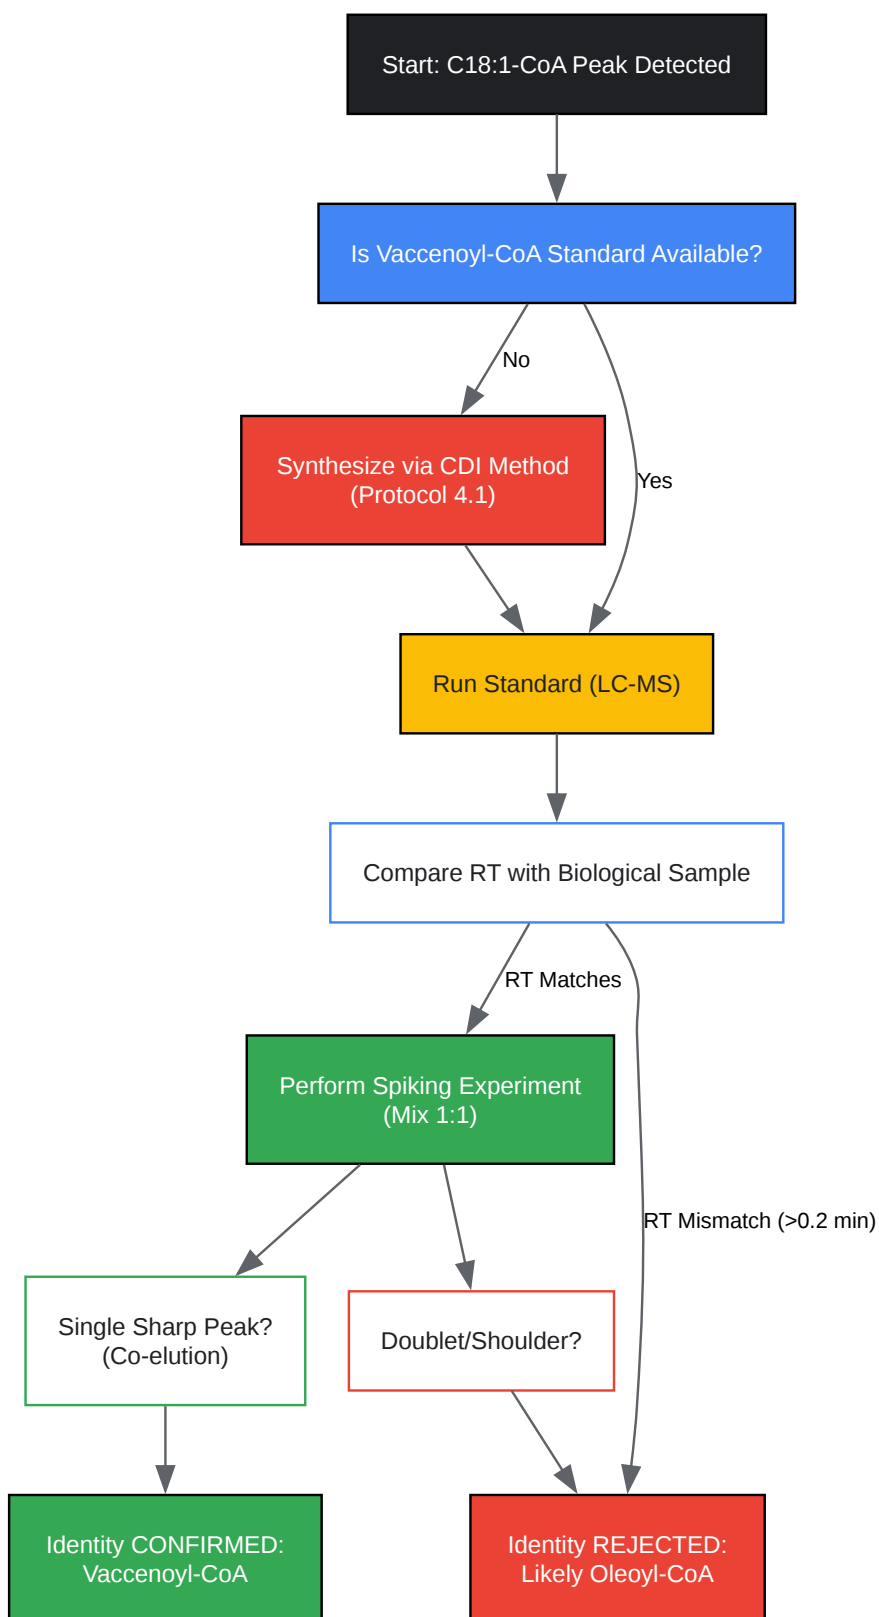 Start: C18:1-CoA Peak Detected
Is Vaccenoyl-CoA Standard Available?
No
Synthesize via CDI Method
(Protocol 4.1)
Yes
Run Standard (LC-MS)
Compare RT with Biological Sample
RT Matches
Perform Spiking Experiment
(Mix 1:1)
RT Mismatch (>0.2 min)
Single Sharp Peak?
(Co-elution)
Doublet/Shoulder?
Identity CONFIRMED:
Vaccenoyl-CoA
Identity REJECTED:
Likely Oleoyl-CoA